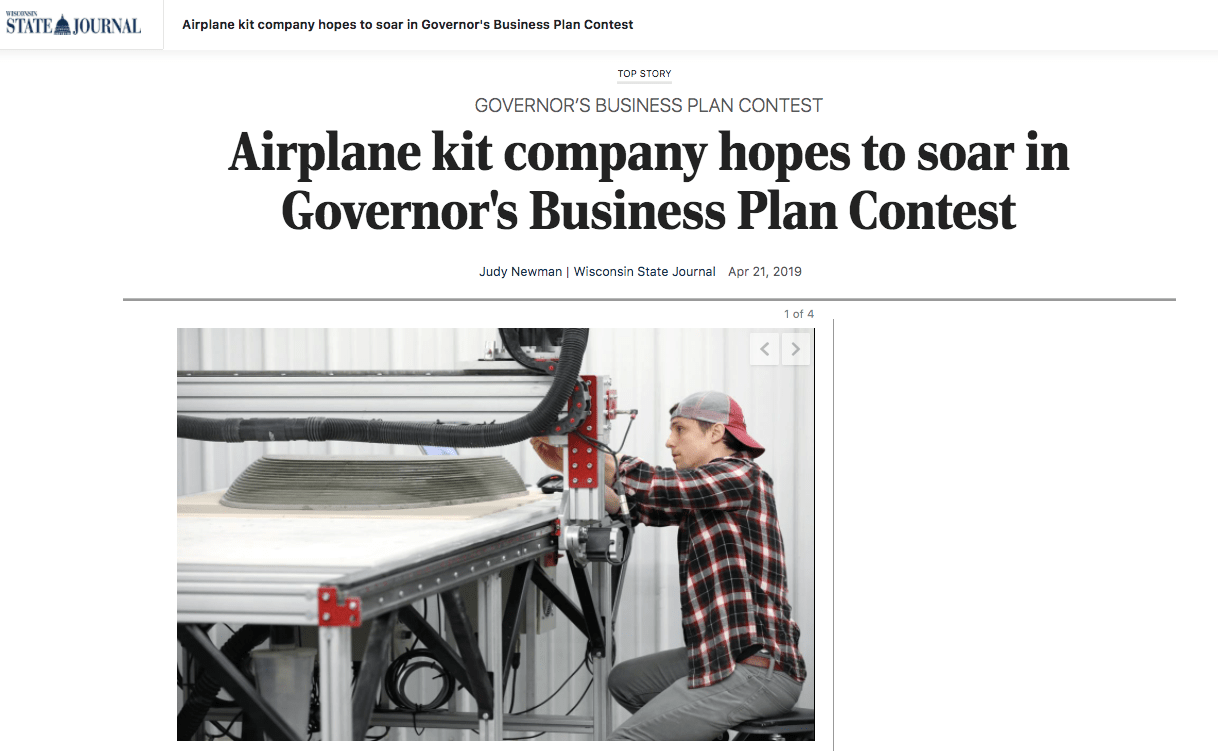 WISCONSIN
STATE JOURNAL
Airplane kit company hopes to soar in Governor's Business Plan Contest
TOP STORY
GOVERNOR’S BUSINESS PLAN CONTEST
Airplane kit company hopes to soar in
Governor's Business Plan Contest
Judy Newman | Wisconsin State Journal Apr 21, 2019
1 of 4